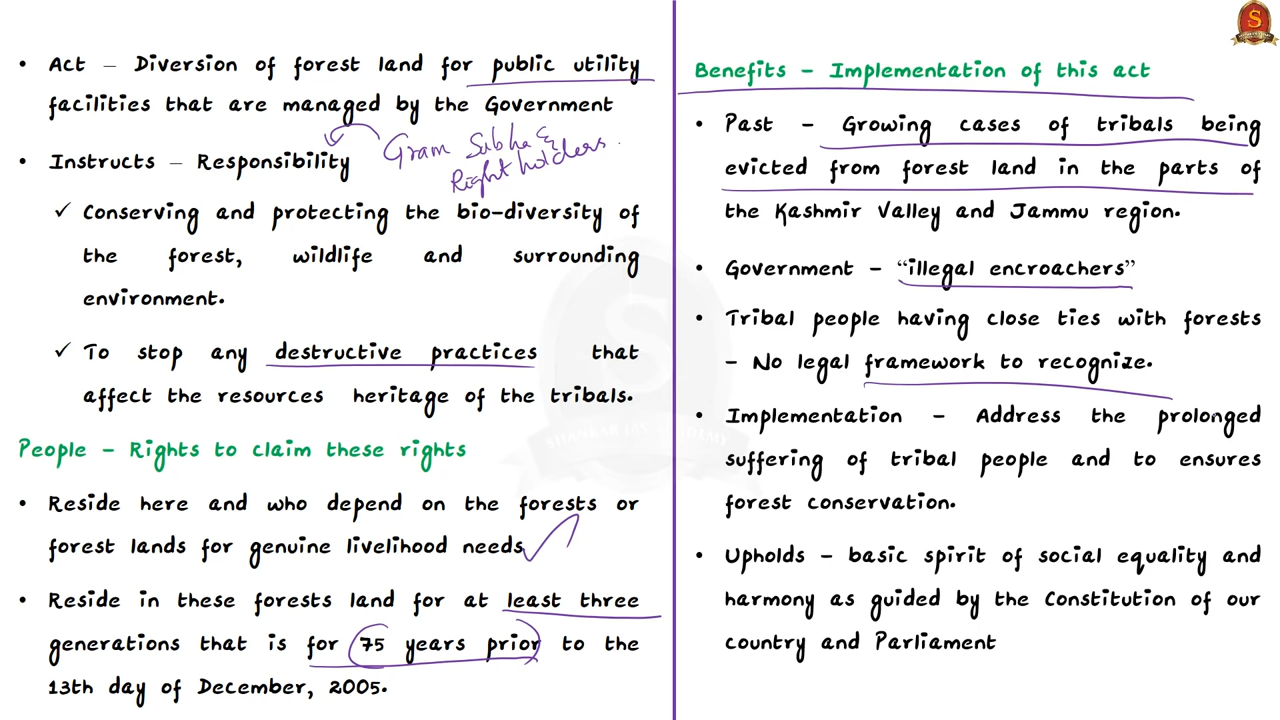 • Act – Diversion of forest land for public utility
facilities that are managed by the Government
Gram Sabha &
Right holders.
• Instructs – Responsibility
✓ Conserving and protecting the bio-diversity of
the forest, wildlife and surrounding
environment.
✓ To stop any destructive practices that
affect the resources heritage of the tribals.
People – Rights to claim these rights
• Reside here and who depend on the forests or
forest lands for genuine livelihood needs
• Reside in these forests land for at least three
generations that is for 75 years prior to the
13th day of December, 2005.
Benefits – Implementation of this act
• Past – Growing cases of tribals being
evicted from forest land in the parts of
the Kashmir Valley and Jammu region.
• Government – “illegal encroachers”
• Tribal people having close ties with forests
– No legal framework to recognize.
• Implementation – Address the prolonged
suffering of tribal people and to ensures
forest conservation.
• Upholds – basic spirit of social equality and
harmony as guided by the Constitution of our
country and Parliament
S
SHANKAR IAS ACADEMY